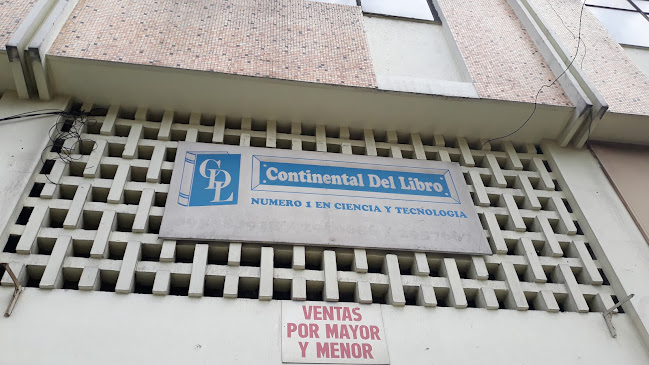 CDL
Continental Del Libro
NUMERO 1 EN CIENCIA Y TECNOLOGIA
VENTAS
POR MAYOR
Y MENOR